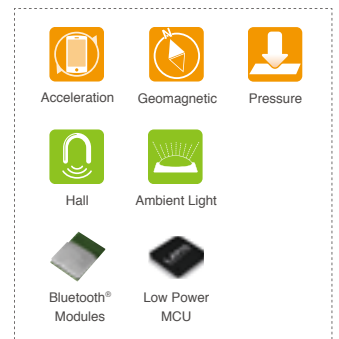 N
Acceleration Geomagnetic Pressure
Hall Ambient Light
Bluetooth® Low Power
Modules MCU